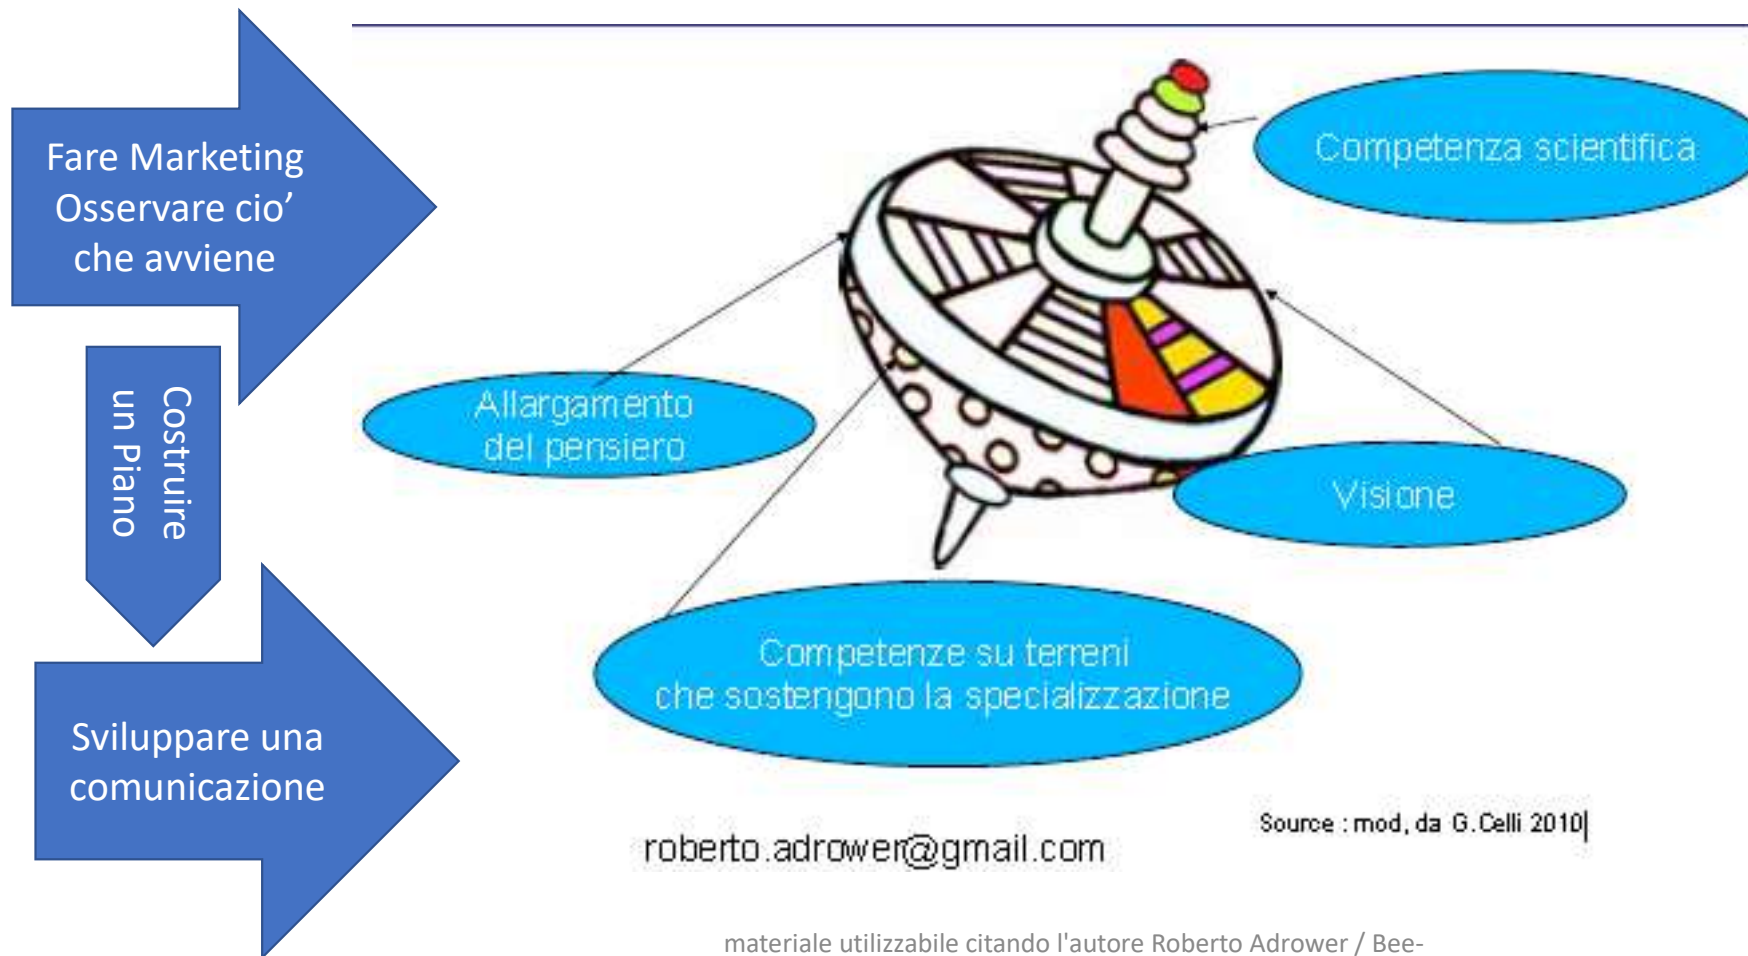 Fare Marketing
Osservare cio’
che avviene
Costruire
un Piano
Sviluppare una
comunicazione
Competenza scientifica
Allargamento
del pensiero
Visione
Competenze su terreni
che sostengono la specializzazione
roberto.adrower@gmail.com
Source : mod, da G.Celli 2010
materiale utilizzabile citando l'autore Roberto Adrower / Bee-